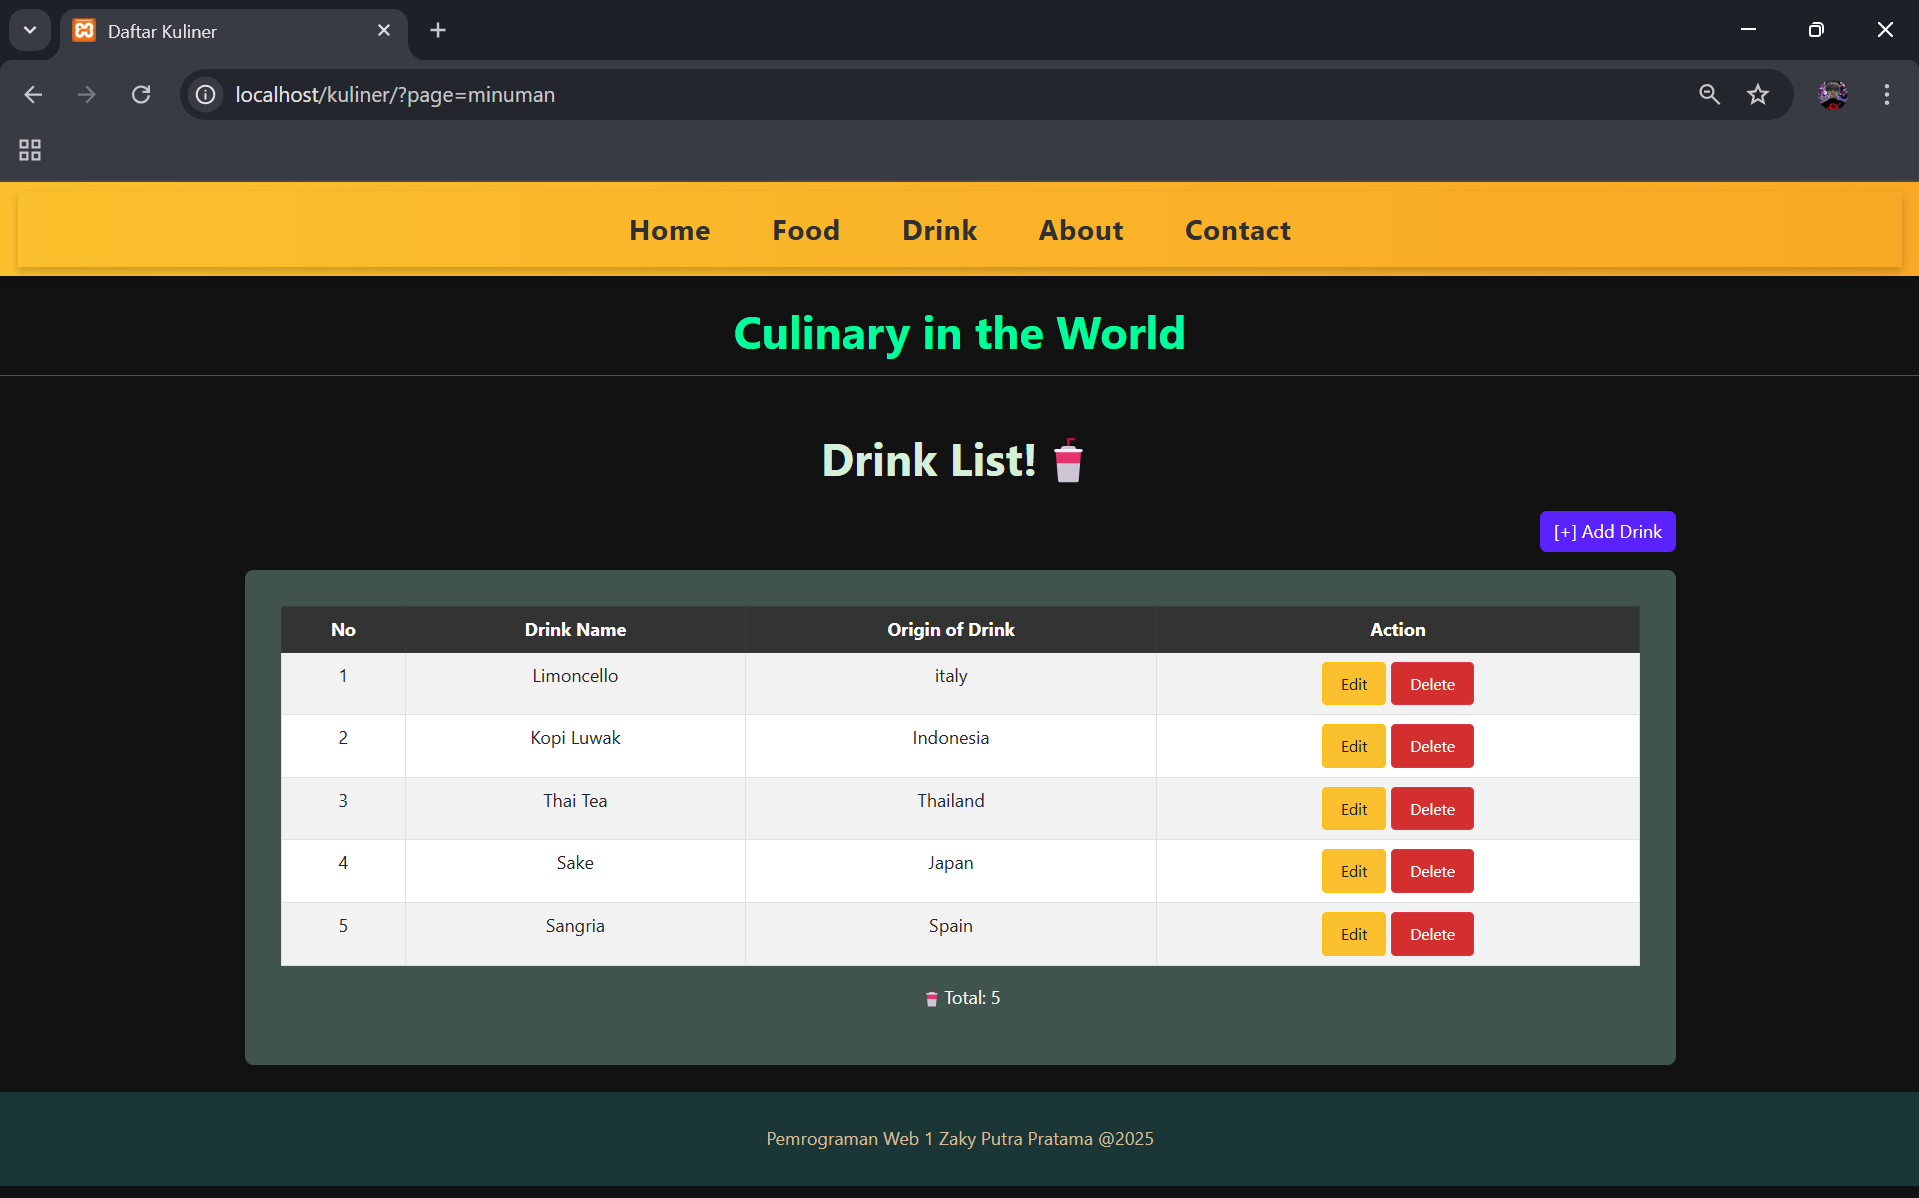 Daftar Kuliner
localhost/kuliner/?page=minuman
Home Food Drink About Contact
Culinary in the World
Drink List!
[+] Add Drink
No Drink Name Origin of Drink Action
1 Limoncello italy Edit Delete
2 Kopi Luwak Indonesia Edit Delete
3 Thai Tea Thailand Edit Delete
4 Sake Japan Edit Delete
5 Sangria Spain Edit Delete
Total: 5
Pemrograman Web 1 Zaky Putra Pratama @2025